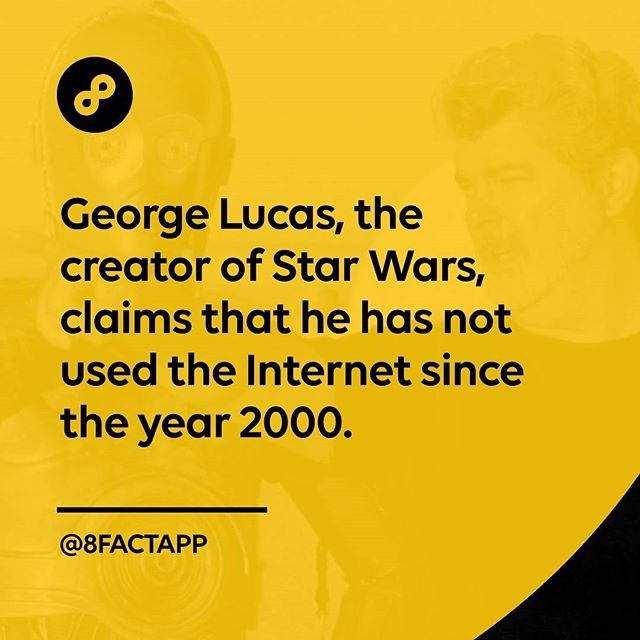 George Lucas, the
creator of Star Wars,
claims that he has not
used the Internet since
the year 2000.
@8FACTAPP